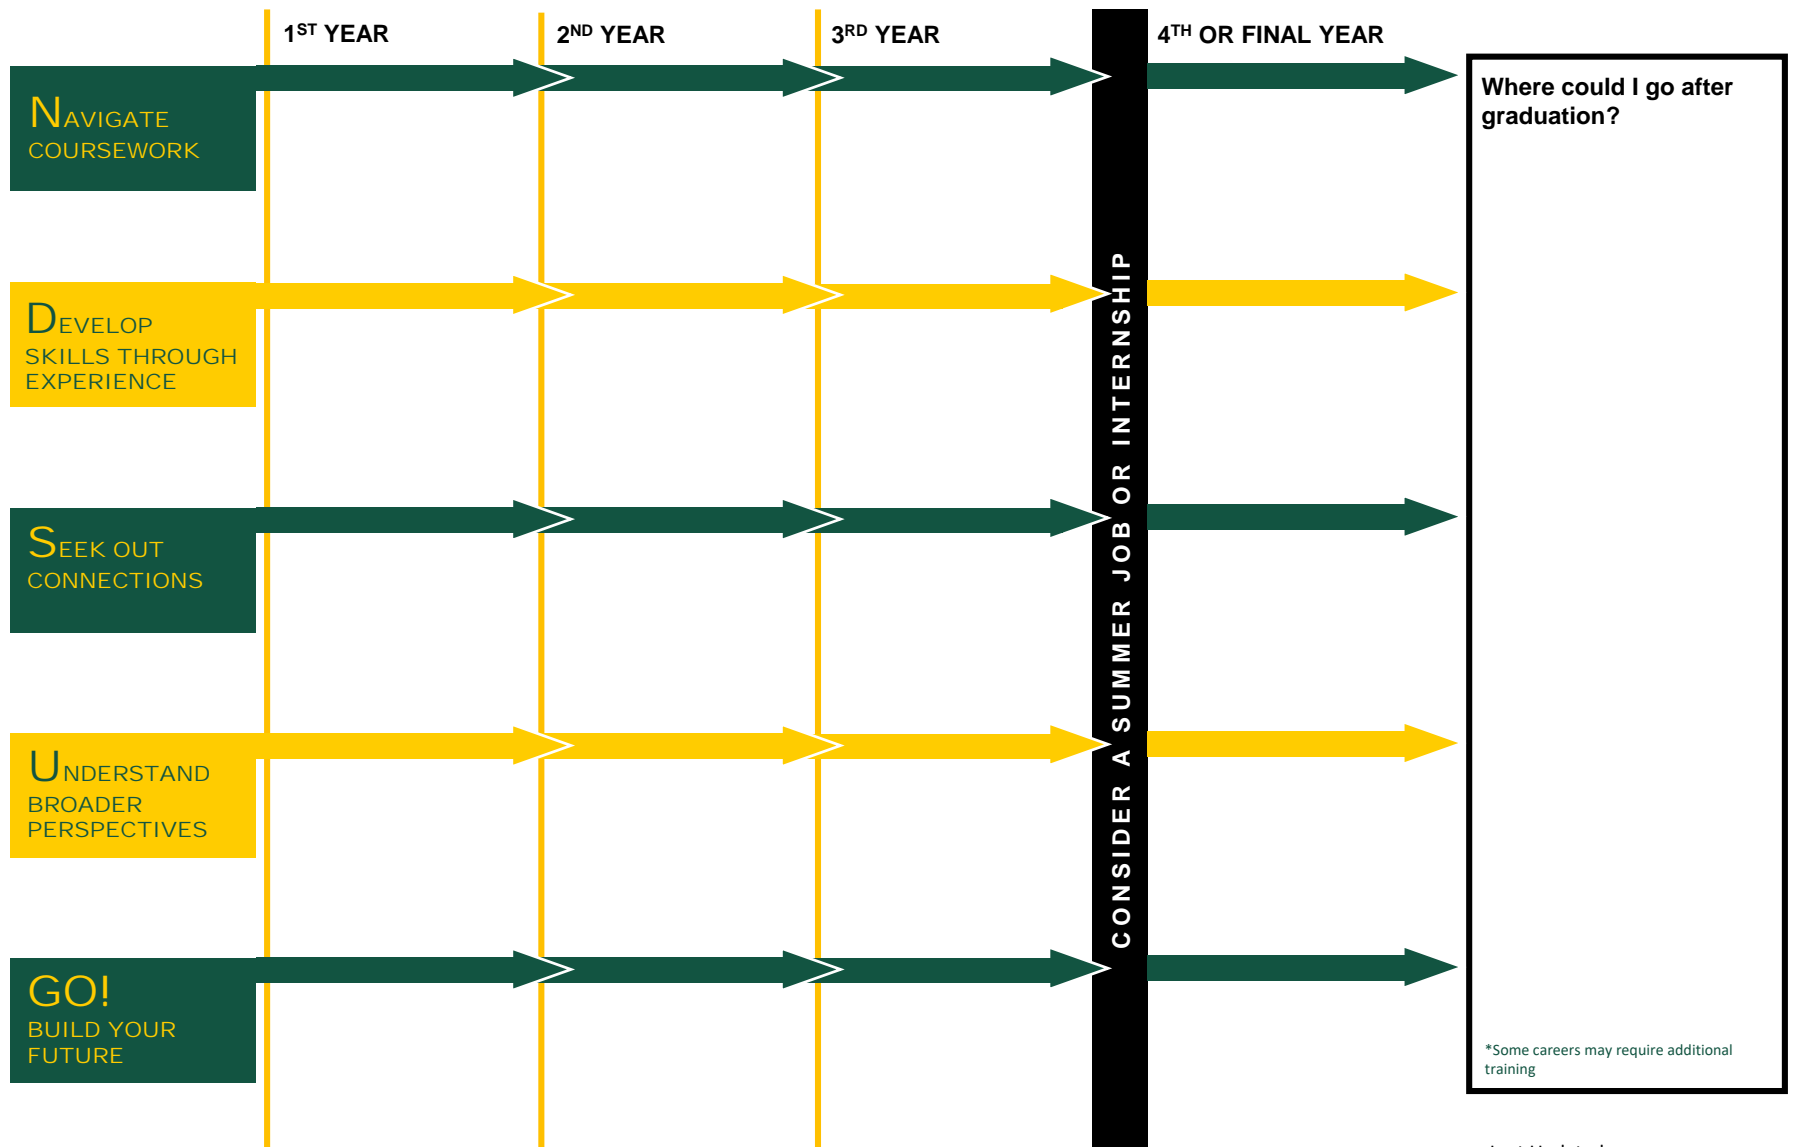 1ST YEAR
2ND YEAR
3RD YEAR
4TH OR FINAL YEAR
NAVIGATE
COURSEWORK
DEVELOP
SKILLS THROUGH
EXPERIENCE
SEEK OUT
CONNECTIONS
UNDERSTAND
BROADER
PERSPECTIVES
GO!
BUILD YOUR
FUTURE
CONSIDER A SUMMER JOB OR INTERNSHIP
Where could I go after
graduation?
*Some careers may require additional
training